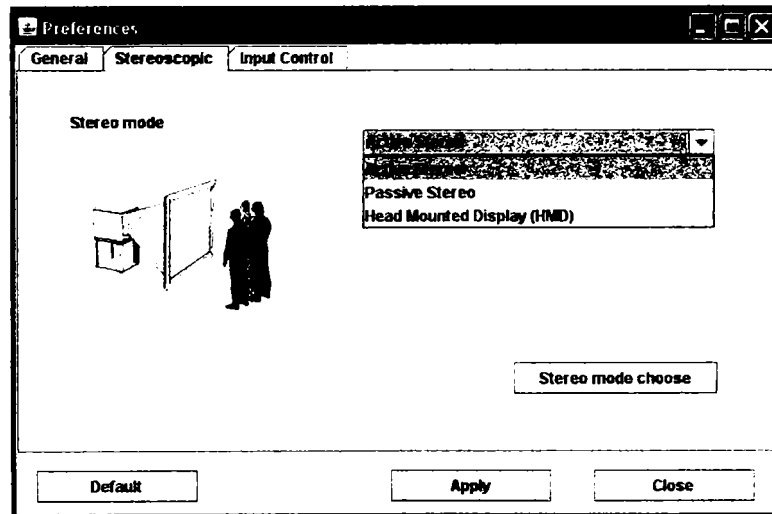 Preferences
General Stereoscopic Input Control
Stereo mode
Passive Stereo
Head Mounted Display (HMD)
Stereo mode choose
Default Apply Close